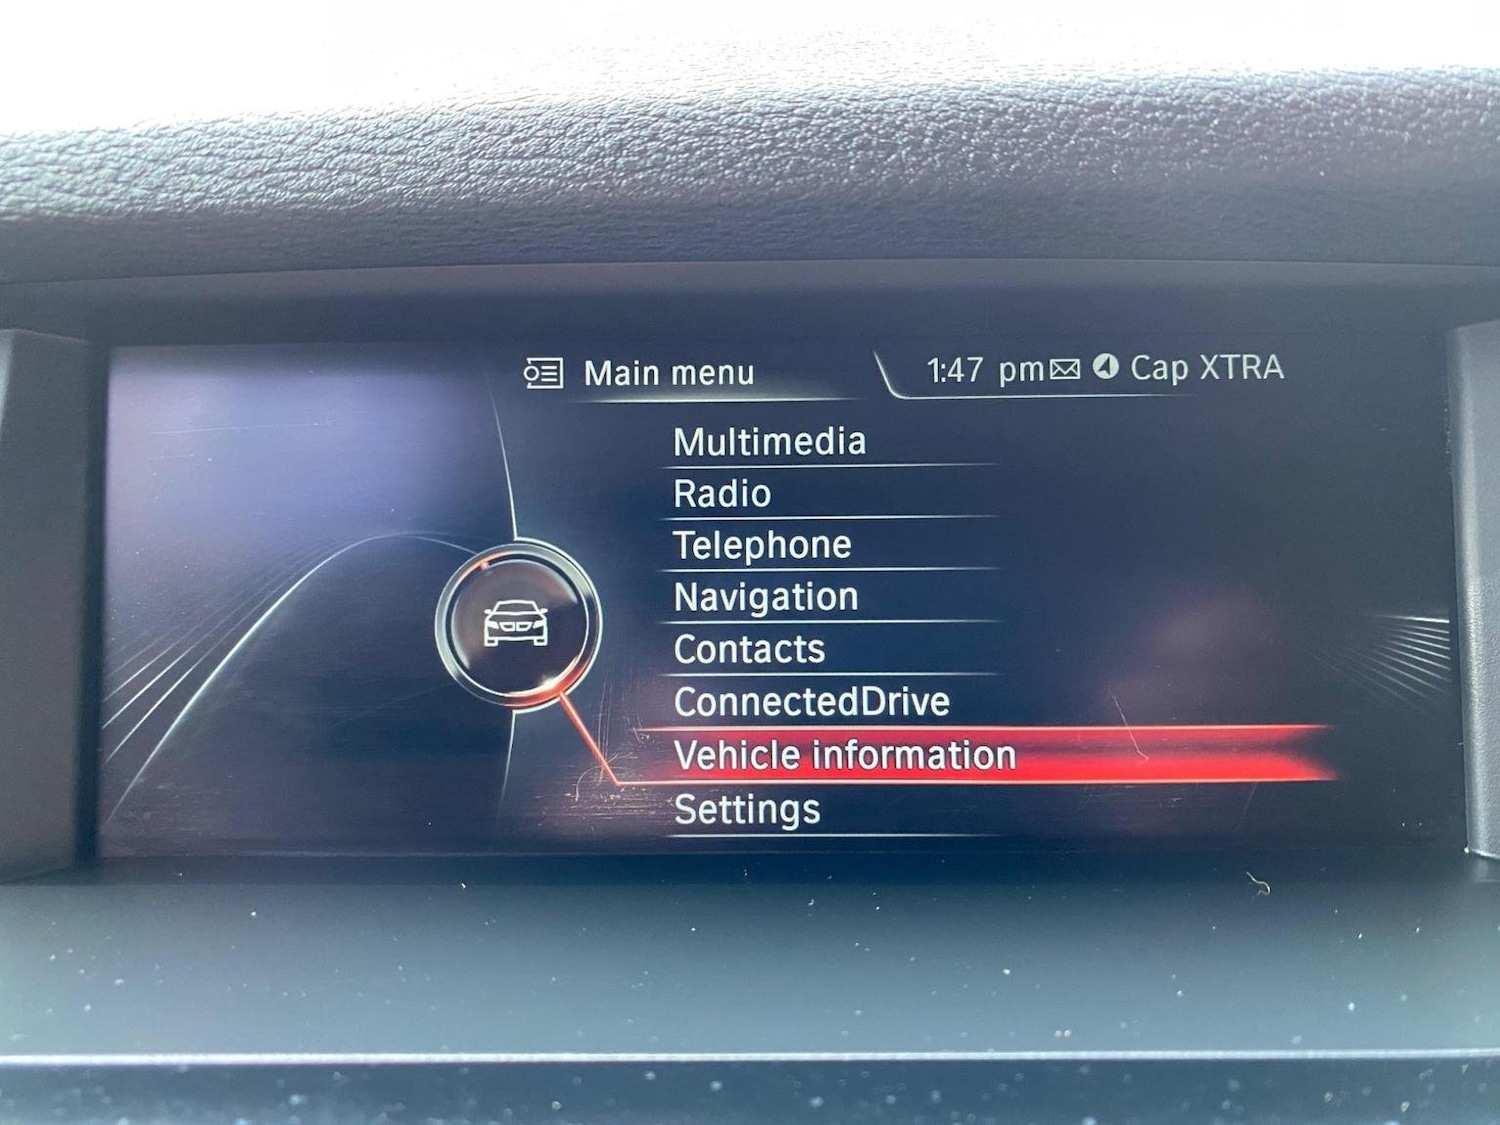 Main menu
1:47 pm Cap XTRA
Multimedia
Radio
Telephone
Navigation
Contacts
ConnectedDrive
Vehicle information
Settings